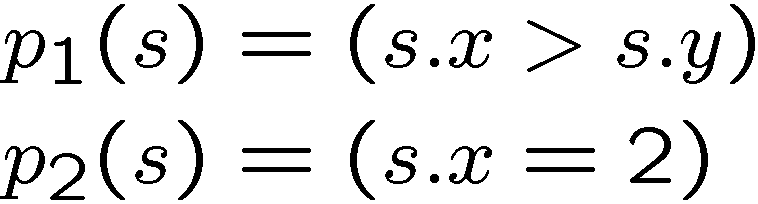 p₁(s) = (s.x > s.y)
p₂(s) = (s.x = 2)